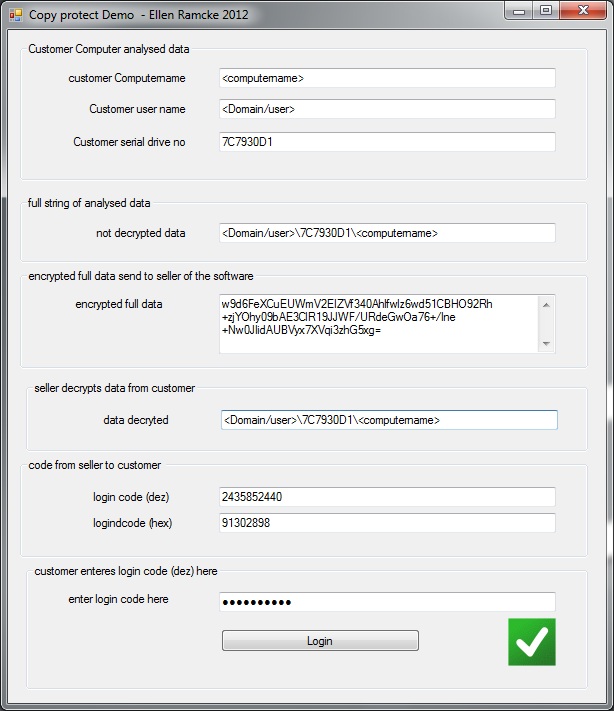 Copy protect Demo - Ellen Ramcke 2012
Customer Computer analysed data
customer Computername <computername>
Customer user name <Domain/user>
Customer serial drive no 7C7930D1
full string of analysed data
not decrypted data <Domain/user>\7C7930D1\<computername>
encrypted full data send to seller of the software
encrypted full data w9d6FeXCuEUWmV2EIZVf340AhIfwIz6wd51CBHO92Rh
+zjYOhy09bAE3CIR19JJWF/URdeGwOa76+/Ine
+Nw0JIidAUBVyx7XVqi3zhG5xg=
seller decrypts data from customer
data decryted <Domain/user>\7C7930D1\<computername>
code from seller to customer
login code (dez) 2435852440
logindcode (hex) 91302898
customer enteres login code (dez) here
enter login code here ●●●●●●●●●●
Login